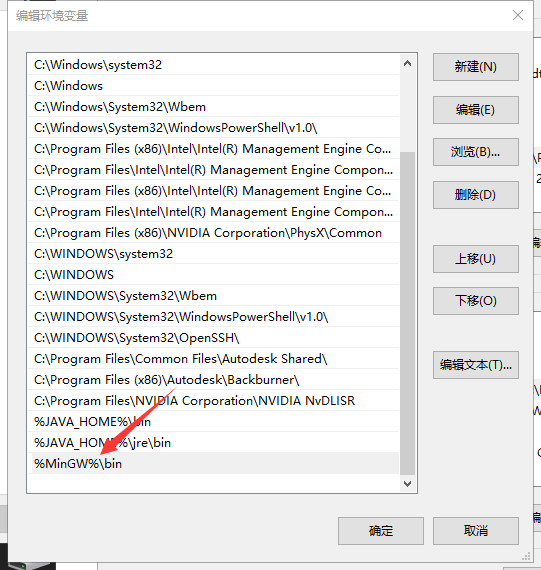 编辑环境变量
C:\Windows\system32
C:\Windows
C:\Windows\System32\Wbem
C:\Windows\System32\WindowsPowerShell\v1.0\
C:\Program Files (x86)\Intel\Intel(R) Management Engine Co...
C:\Program Files\Intel\Intel(R) Management Engine Compon...
C:\Program Files (x86)\Intel\Intel(R) Management Engine Co...
C:\Program Files\Intel\Intel(R) Management Engine Compon...
C:\Program Files (x86)\NVIDIA Corporation\PhysX\Common
C:\WINDOWS\system32
C:\WINDOWS
C:\WINDOWS\System32\Wbem
C:\WINDOWS\System32\WindowsPowerShell\v1.0\
C:\WINDOWS\System32\OpenSSH\
C:\Program Files\Common Files\Autodesk Shared\
C:\Program Files (x86)\Autodesk\Backburner\
C:\Program Files\NVIDIA Corporation\NVIDIA NvDLISR
%JAVA_HOME%\bin
%JAVA_HOME%\jre\bin
%MinGW%\bin
新建(N)
编辑(E)
浏览(B)...
删除(D)
上移(U)
下移(O)
编辑文本(T)...
确定
取消